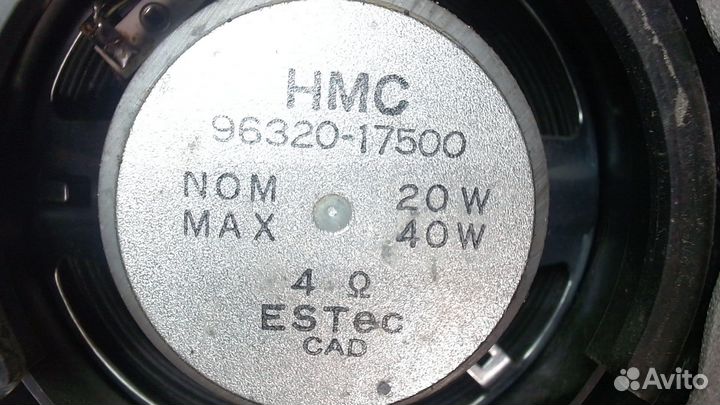 HMC
96320-17500
NOM 20W
MAX 40W
4 Ω
ESTec
CAD
Avito